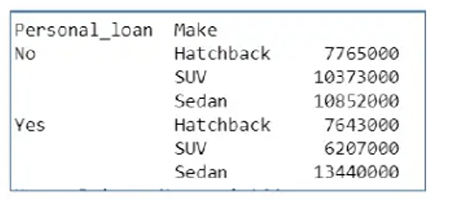 Personal_loan  Make
No             Hatchback     7765000
               SUV          10373000
               Sedan        10852000
Yes            Hatchback     7643000
               SUV           6207000
               Sedan        13440000